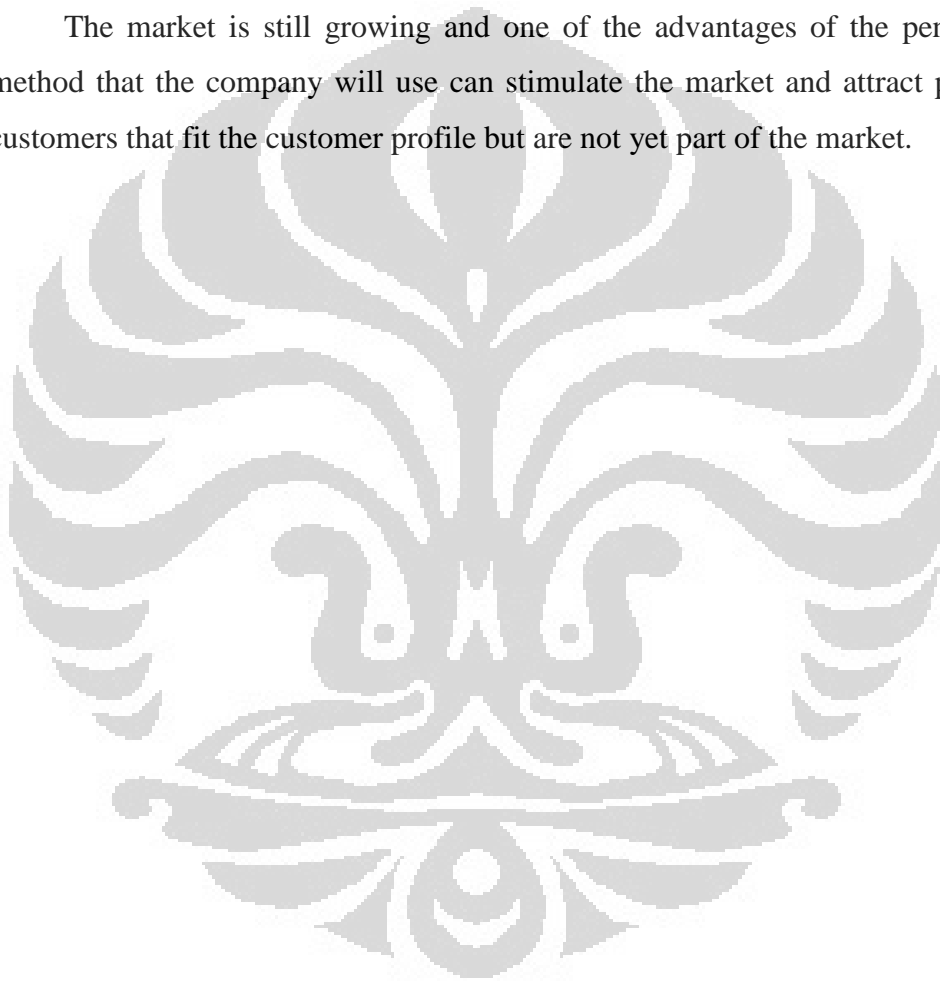 The market is still growing and one of the advantages of the per
method that the company will use can stimulate the market and attract p
customers that fit the customer profile but are not yet part of the market.